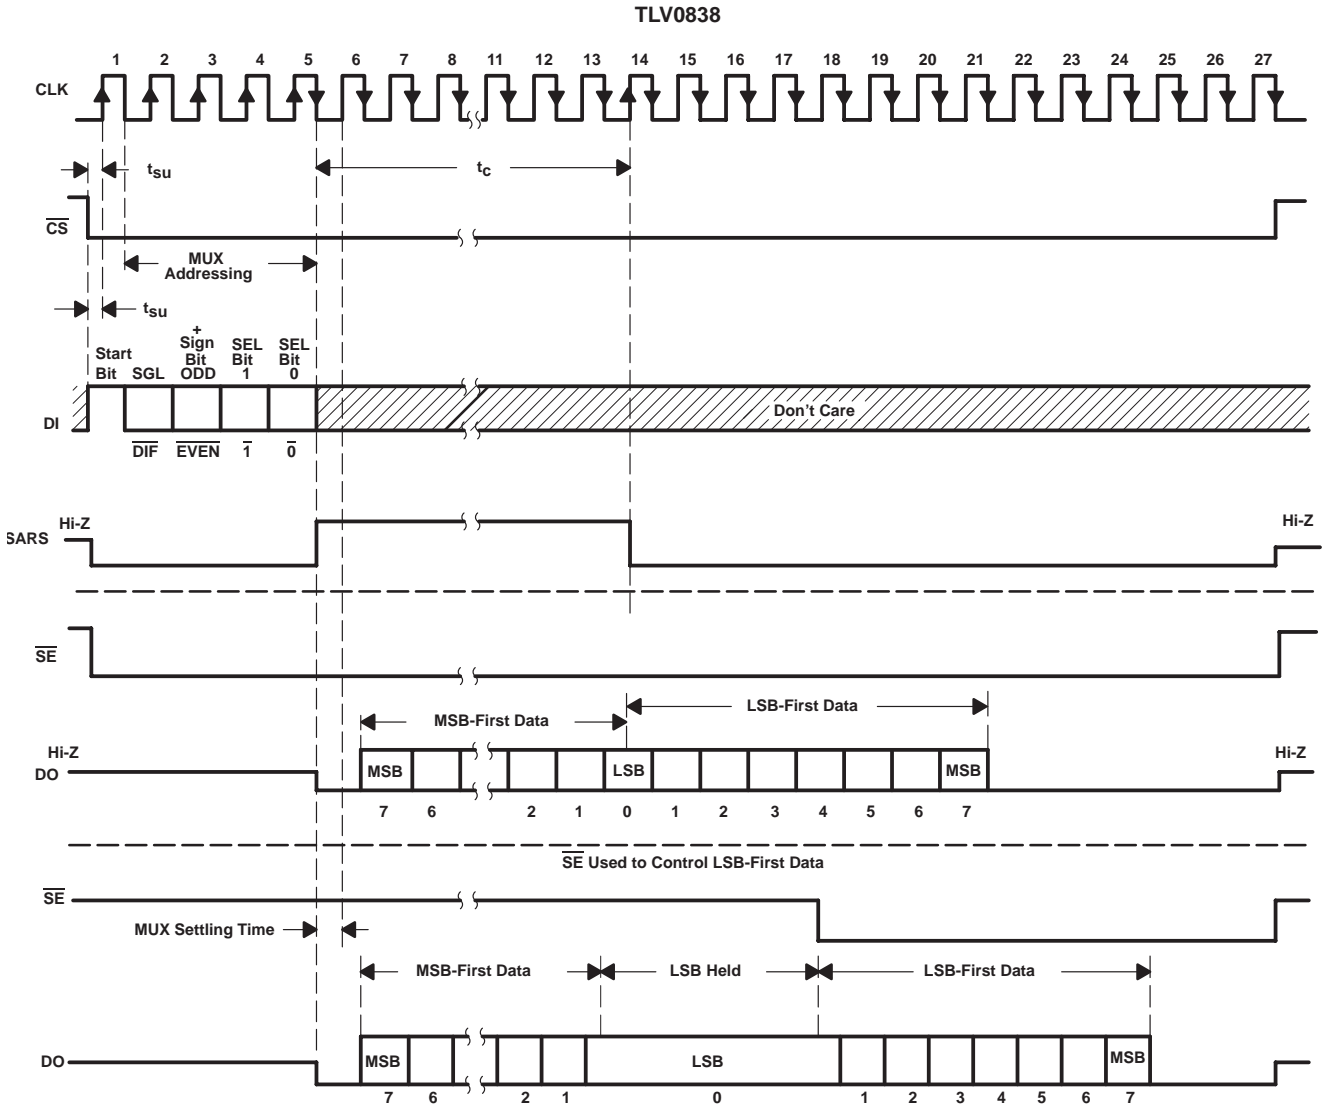 TLV0838
1 2 3 4 5 6 7 8 11 12 13 14 15 16 17 18 19 20 21 22 23 24 25 26 27
CLK
tsu
tc
CS
MUX
Addressing
tsu
Start
Bit
SGL
+
Sign
Bit
ODD
SEL
Bit
1
SEL
Bit
0
DI
Don't Care
DIF EVEN 1 0
Hi-Z
Hi-Z
SARS
SE
LSB-First Data
MSB-First Data
Hi-Z
Hi-Z
DO
MSB LSB MSB
7 6 2 1 0 1 2 3 4 5 6 7
SE Used to Control LSB-First Data
SE
MUX Settling Time
MSB-First Data LSB Held LSB-First Data
DO
MSB LSB MSB
7 6 2 1 0 1 2 3 4 5 6 7